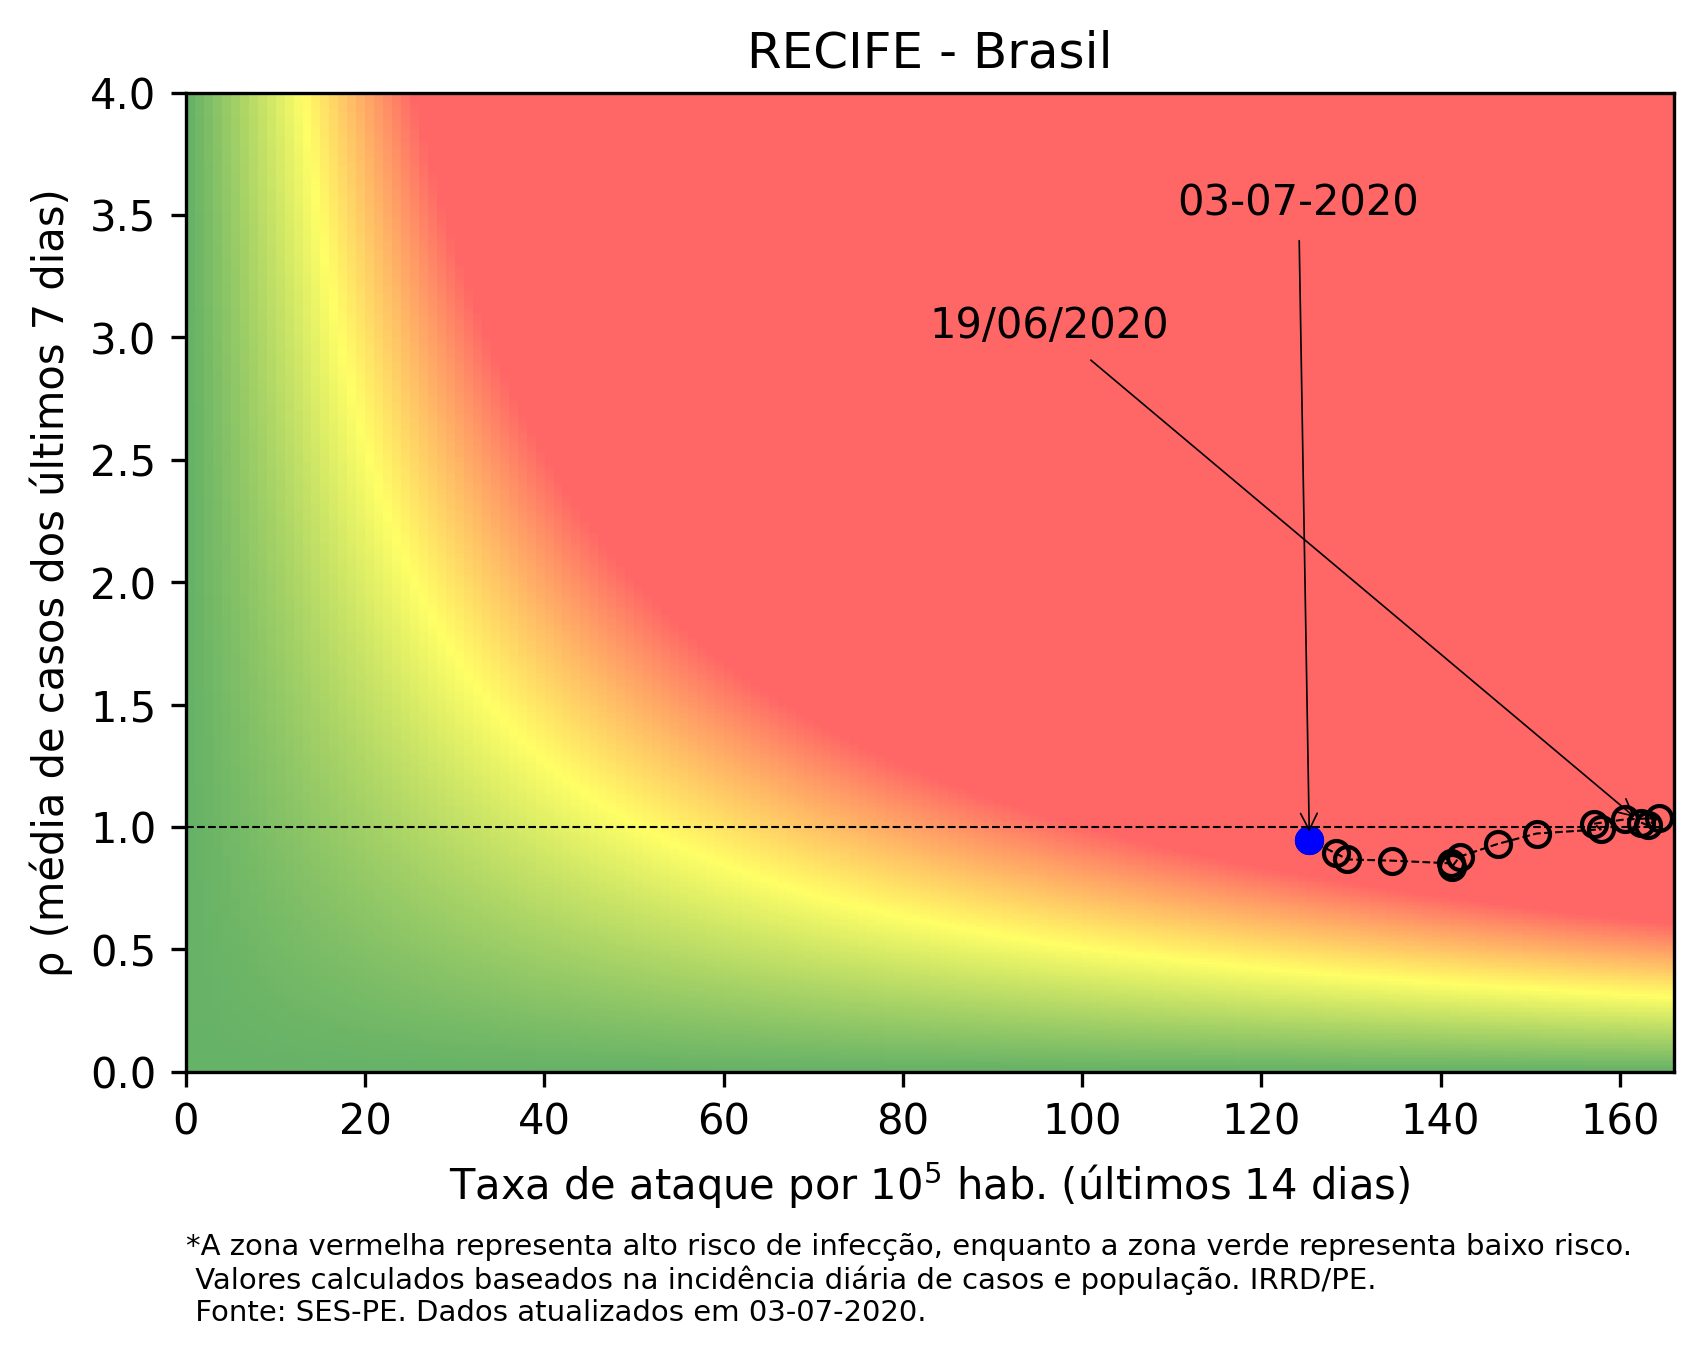 RECIFE - Brasil
4.0
3.5
3.0
2.5
2.0
1.5
1.0
0.5
0.0
ρ (média de casos dos últimos 7 dias)
03-07-2020
19/06/2020
0 20 40 60 80 100 120 140 160
Taxa de ataque por 10⁵ hab. (últimos 14 dias)
*A zona vermelha representa alto risco de infecção, enquanto a zona verde representa baixo risco.
Valores calculados baseados na incidência diária de casos e população. IRRD/PE.
Fonte: SES-PE. Dados atualizados em 03-07-2020.